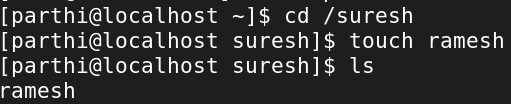 [parthi@localhost ~]$ cd /suresh
[parthi@localhost suresh]$ touch ramesh
[parthi@localhost suresh]$ ls
ramesh